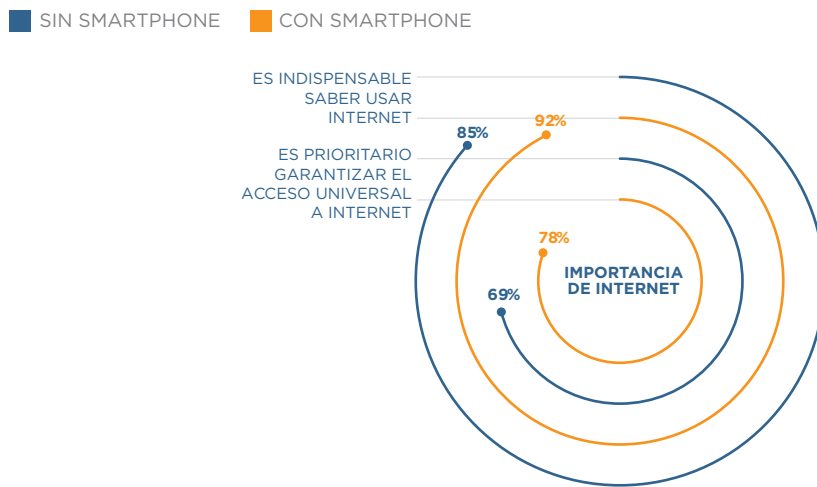 SIN SMARTPHONE
CON SMARTPHONE
ES INDISPENSABLE
SABER USAR
INTERNET
85%
92%
ES PRIORITARIO
GARANTIZAR EL
ACCESO UNIVERSAL
A INTERNET
78%
69%
IMPORTANCIA
DE INTERNET